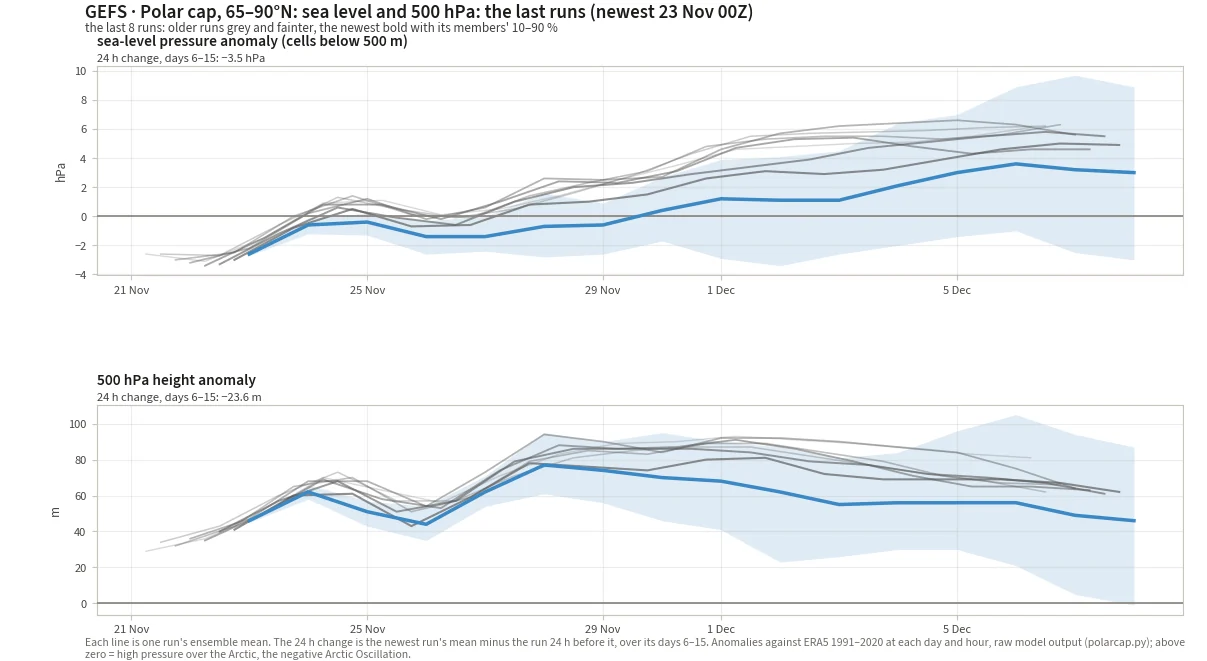 GEFS · Polar cap, 65–90°N: sea level and 500 hPa: the last runs (newest 23 Nov 00Z)
the last 8 runs: older runs grey and fainter, the newest bold with its members' 10–90 %
sea-level pressure anomaly (cells below 500 m)
24 h change, days 6–15: −3.5 hPa
10
8
6
4
2
0
−2
−4
hPa
21 Nov 25 Nov 29 Nov 1 Dec 5 Dec
500 hPa height anomaly
24 h change, days 6–15: −23.6 m
100
80
60
40
20
0
m
21 Nov 25 Nov 29 Nov 1 Dec 5 Dec
Each line is one run's ensemble mean. The 24 h change is the newest run's mean minus the run 24 h before it, over its days 6–15. Anomalies against ERA5 1991–2020 at each day and hour, raw model output (polarcap.py); above
zero = high pressure over the Arctic, the negative Arctic Oscillation.